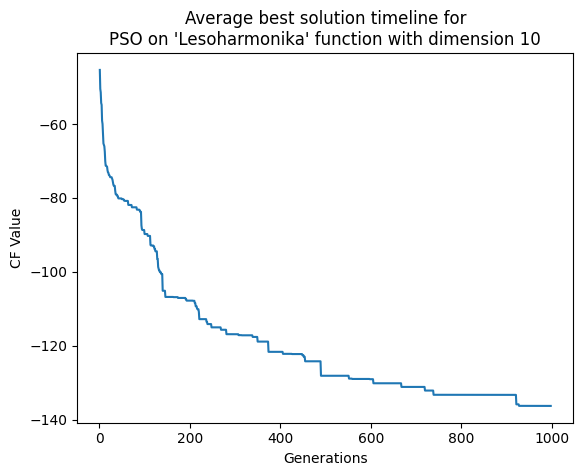 Average best solution timeline for
PSO on 'Lesoharmonika' function with dimension 10
−60
−80
−100
−120
−140
CF Value
0 200 400 600 800 1000
Generations